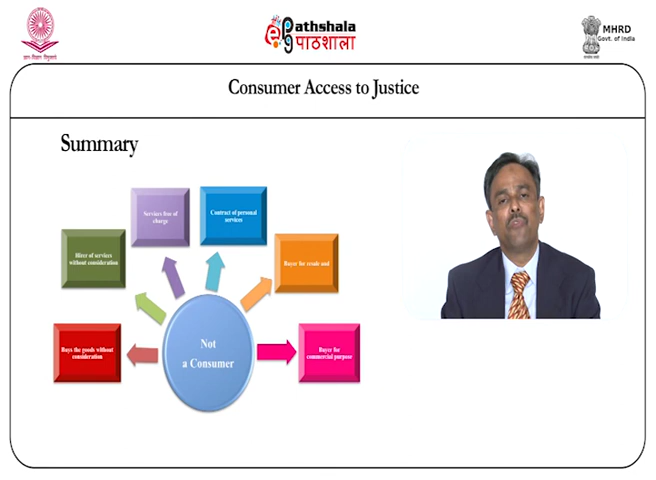 Pathshala
पाठशाला
MHRD
Govt. of India
Consumer Access to Justice
Summary
Services free of
charge
Contract of personal
services
Hirer of services
without consideration
Buyer for resale and
Buys the goods without
consideration
Not
a Consumer
Buyer for
commercial purpose